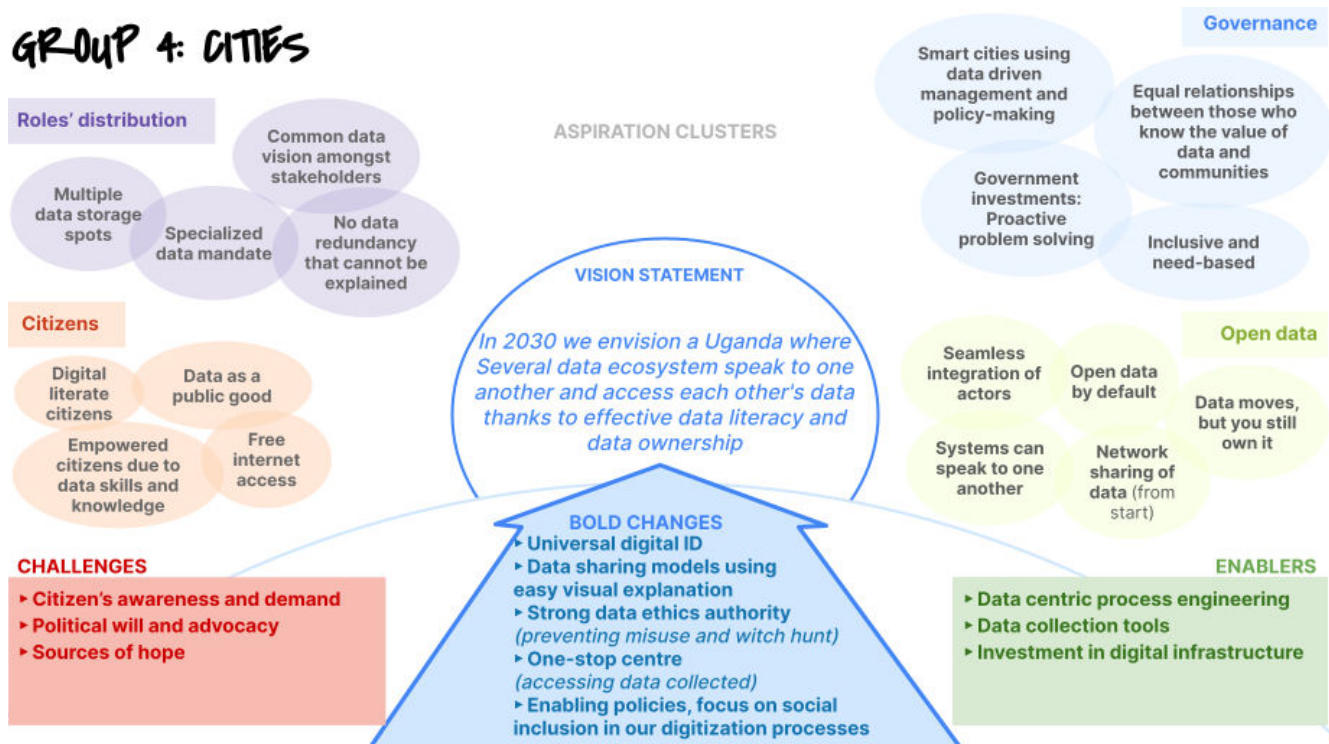 GROUP 4: CITIES
Roles' distribution
Common data
vision amongst
stakeholders
Multiple
data storage
spots
Specialized
data mandate
No data
redundancy
that cannot be
explained
Citizens
Digital
literate
citizens
Data as a
public good
Empowered
citizens due to
data skills and
knowledge
Free
internet
access
ASPIRATION CLUSTERS
Governance
Smart cities using
data driven
management and
policy-making
Equal relationships
between those who
know the value of
data and
communities
Government
investments:
Proactive
problem solving
Inclusive and
need-based
Open data
Seamless
integration of
actors
Open data
by default
Data moves,
but you still
own it
Systems can
speak to one
another
Network
sharing of
data (from
start)
VISION STATEMENT
In 2030 we envision a Uganda where
Several data ecosystem speak to one
another and access each other's data
thanks to effective data literacy and
data ownership
CHALLENGES
▸ Citizen's awareness and demand
▸ Political will and advocacy
▸ Sources of hope
BOLD CHANGES
▸ Universal digital ID
▸ Data sharing models using
easy visual explanation
▸ Strong data ethics authority
(preventing misuse and witch hunt)
▸ One-stop centre
(accessing data collected)
▸ Enabling policies, focus on social
inclusion in our digitization processes
ENABLERS
▸ Data centric process engineering
▸ Data collection tools
▸ Investment in digital infrastructure